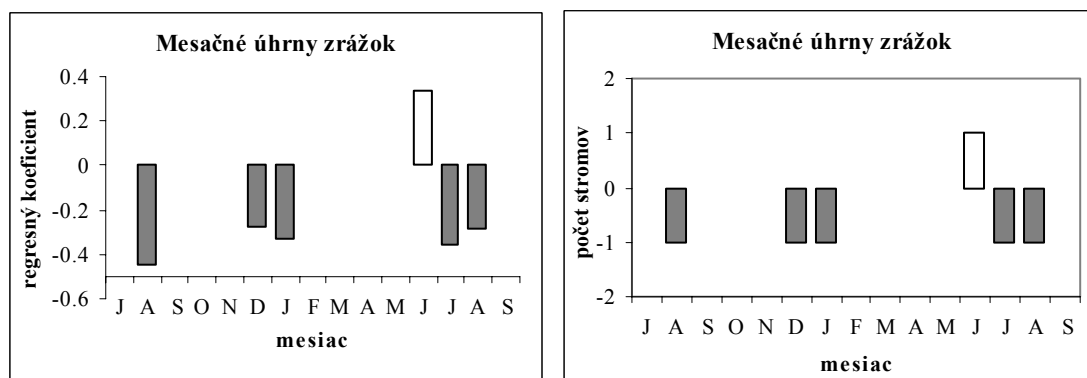 Mesačné úhrny zrážok
regresný koeficient
0.4
0.2
0
-0.2
-0.4
-0.6
J A S O N D J F M A M J J A S
mesiac
Mesačné úhrny zrážok
počet stromov
2
1
0
-1
-2
J A S O N D J F M A M J J A S
mesiac